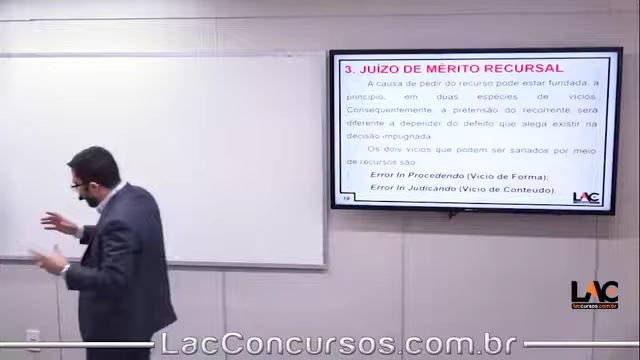 3. JUÍZO DE MÉRITO RECURSAL
A causa de pedir do recurso pode estar fundada, a
princípio, em duas espécies de vícios.
Consequentemente, a pretensão do recorrente será
diferente a depender do defeito que alega existir na
decisão impugnada.
Os dois vícios que podem ser sanados por meio
de recursos são
Error In Procedendo (Vício de Forma);
Error In Judicando (Vício de Conteúdo).
LAC
LAC
lacconcursos.com.br
LacConcursos.com.br